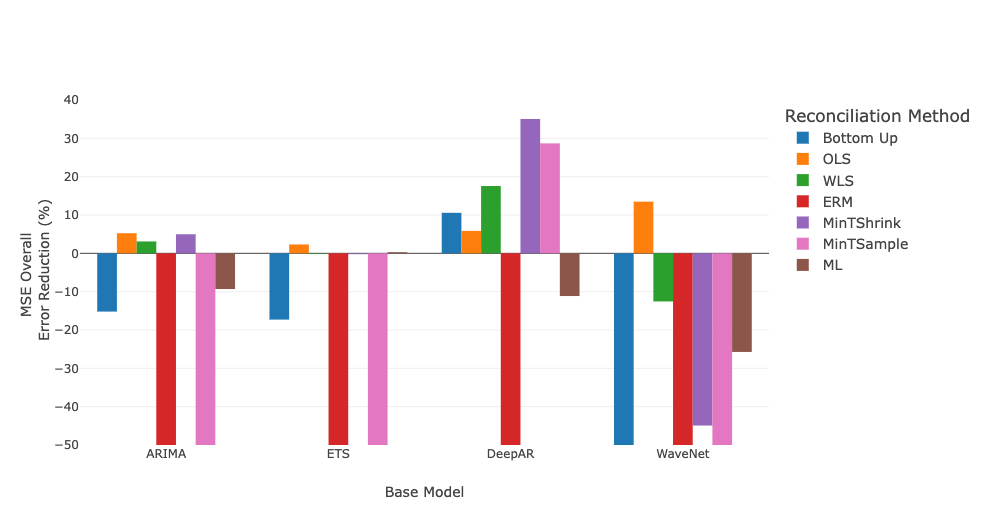 MSE Overall
Error Reduction (%)
40
30
20
10
0
−10
−20
−30
−40
−50
ARIMA
ETS
DeepAR
WaveNet
Base Model
Reconciliation Method
Bottom Up
OLS
WLS
ERM
MinTShrink
MinTSample
ML